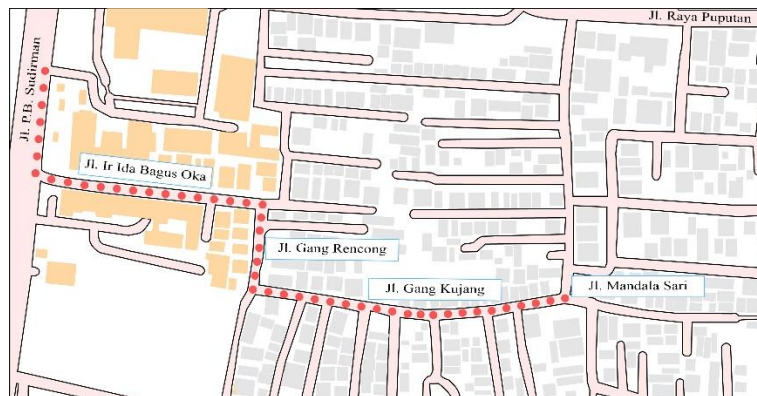 Jl. Raya Puputan
Jl. P.B. Sudirman
Jl. Ir Ida Bagus Oka
Jl. Gang Rencong
Jl. Gang Kujang
Jl. Mandala Sari